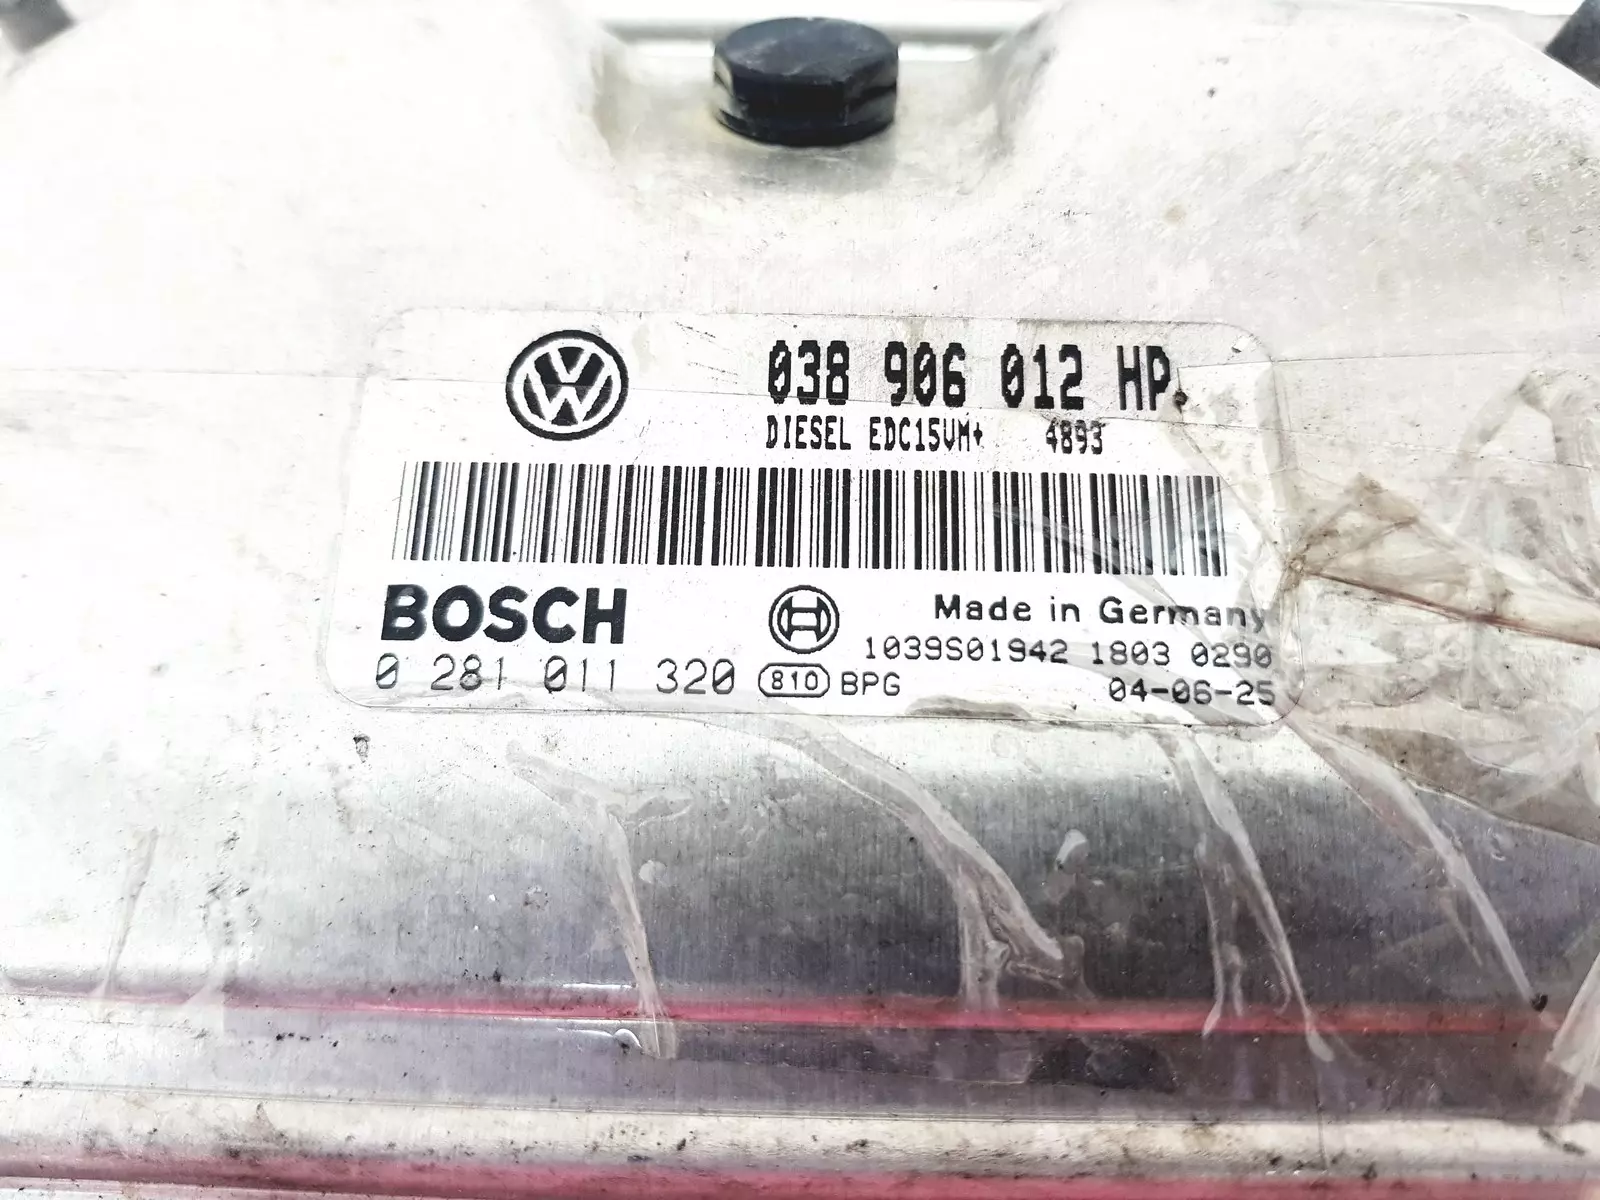 038 906 012 HP
DIESEL EDC15VM+ 4893
BOSCH
Made in Germany
1039S01942 1803 0290
0 281 011 320 810 BPG
04-06-25